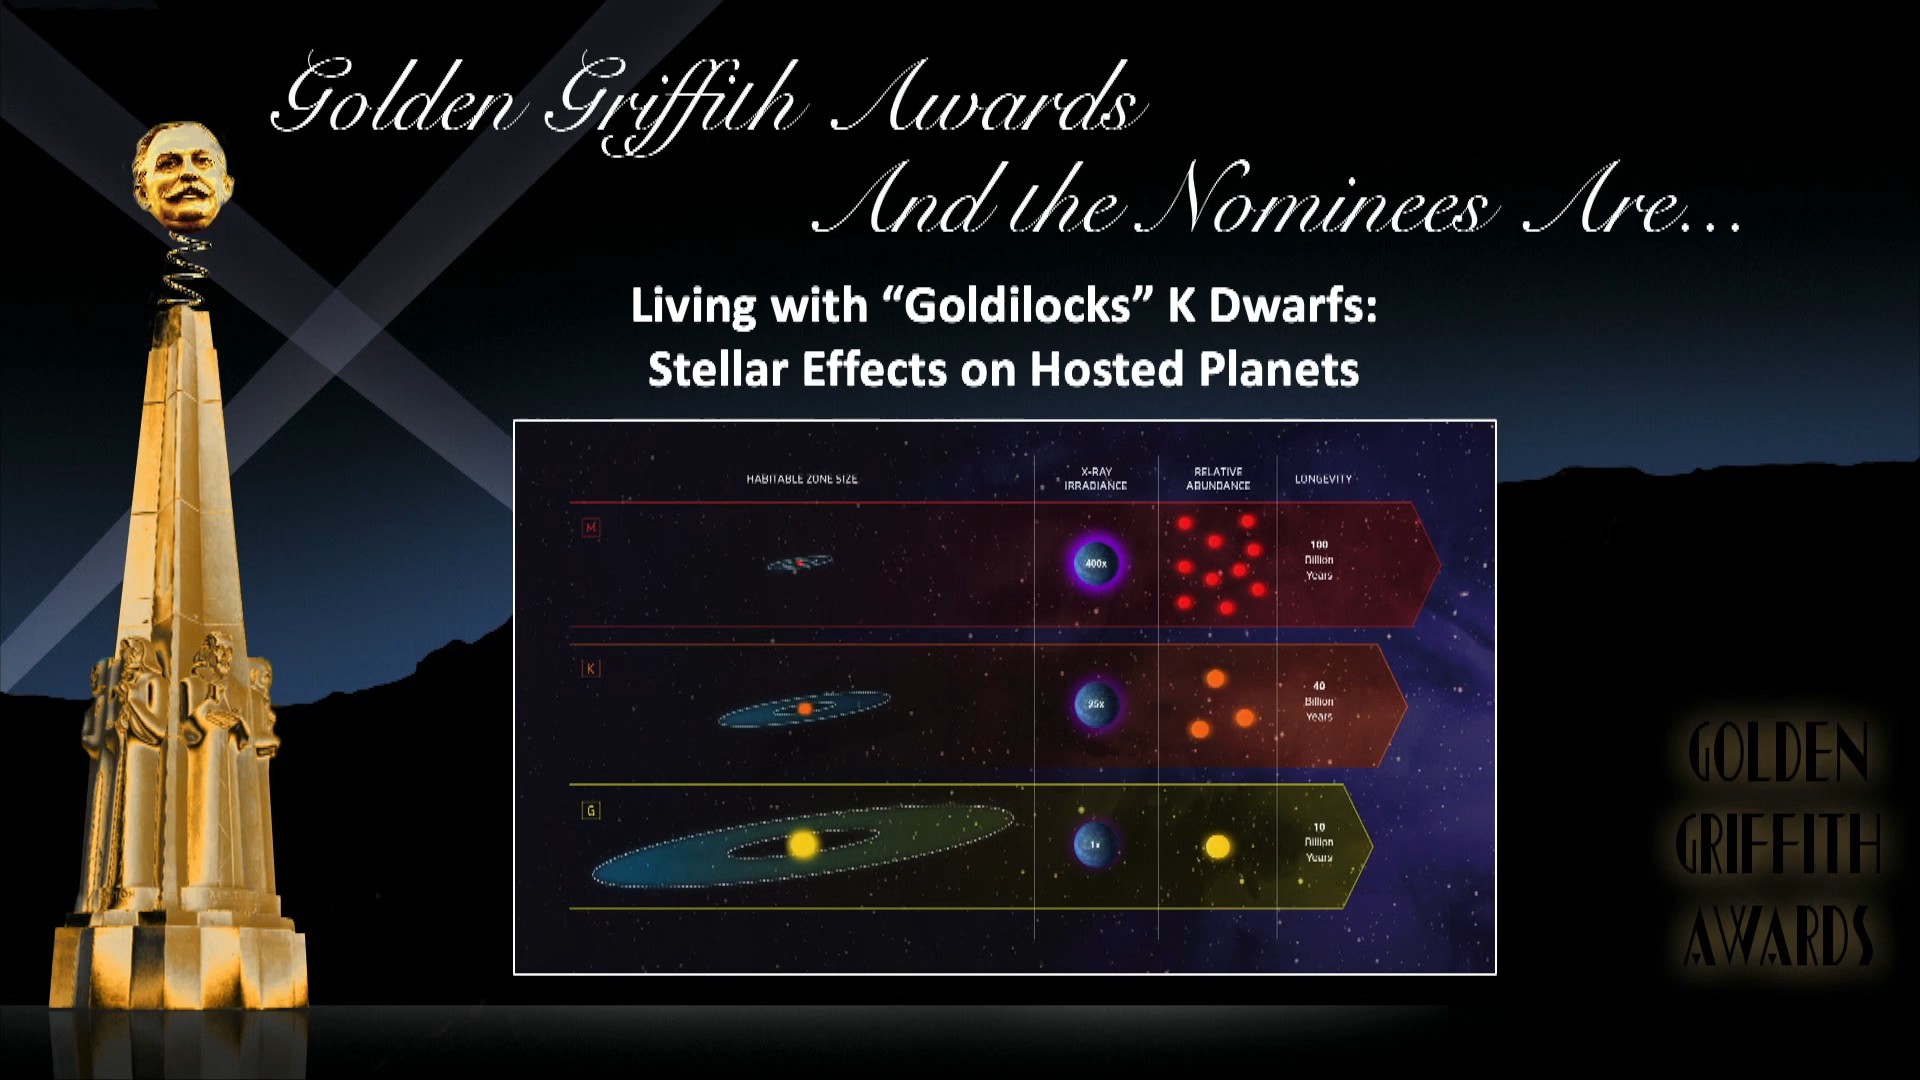 Golden Griffith Awards
And the Nominees Are...
Living with “Goldilocks” K Dwarfs:
Stellar Effects on Hosted Planets
HABITABLE ZONE SIZE
X-RAY
IRRADIANCE
RELATIVE
ABUNDANCE
LONGEVITY
M
400x
100
Billion
Years
K
25x
40
Billion
Years
G
1x
10
Billion
Years
GOLDEN
GRIFFITH
AWARDS